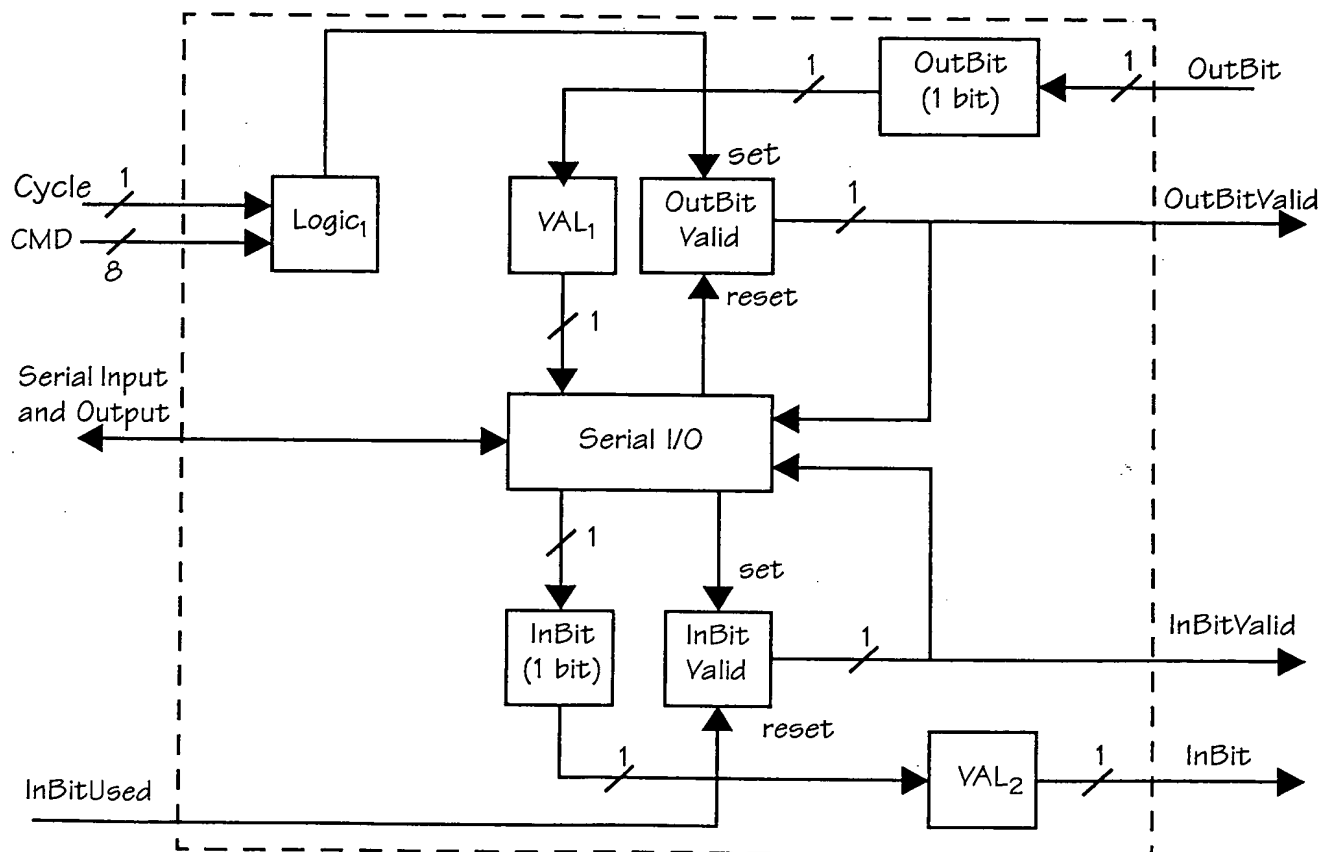 1
OutBit
(1 bit)
1
OutBit
set
Cycle
1
CMD
8
Logic1
VAL1
OutBit
Valid
1
OutBitValid
reset
1
Serial Input
and Output
Serial I/O
1
set
InBit
(1 bit)
InBit
Valid
1
InBitValid
reset
1
VAL2
1
InBit
InBitUsed